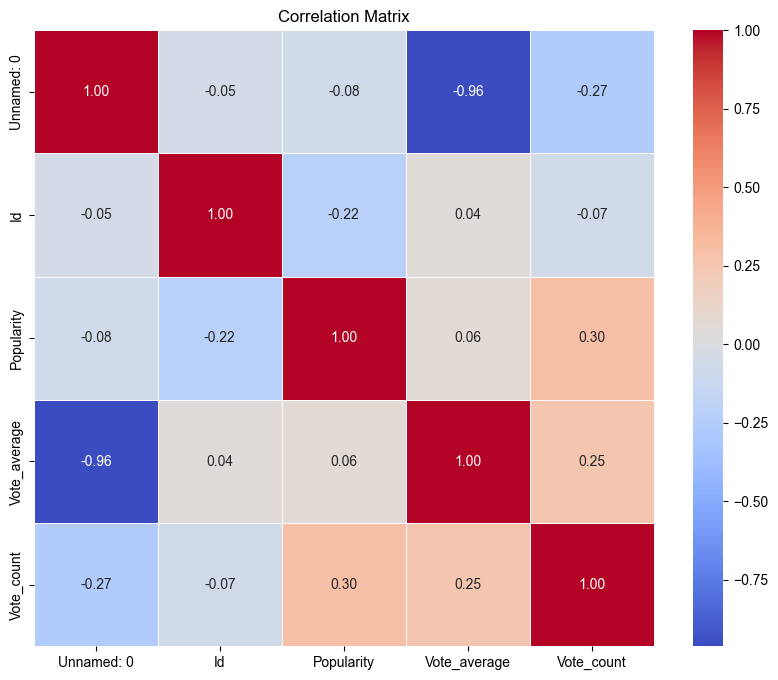 Correlation Matrix
Unnamed: 0
1.00 -0.05 -0.08 -0.96 -0.27
Id
-0.05 1.00 -0.22 0.04 -0.07
Popularity
-0.08 -0.22 1.00 0.06 0.30
Vote_average
-0.96 0.04 0.06 1.00 0.25
Vote_count
-0.27 -0.07 0.30 0.25 1.00
Unnamed: 0 Id Popularity Vote_average Vote_count
1.00
0.75
0.50
0.25
0.00
−0.25
−0.50
−0.75